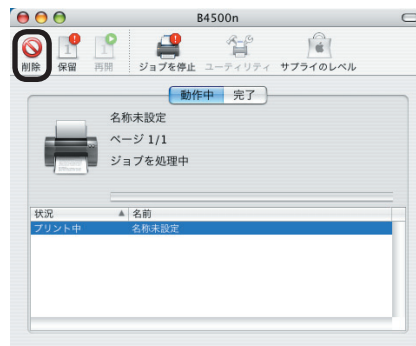 B4500n
削除 保留 再開 ジョブを停止 ユーティリティ サプライのレベル
動作中 完了
名称未設定
ページ 1/1
ジョブを処理中
状況 名前
プリント中 名称未設定